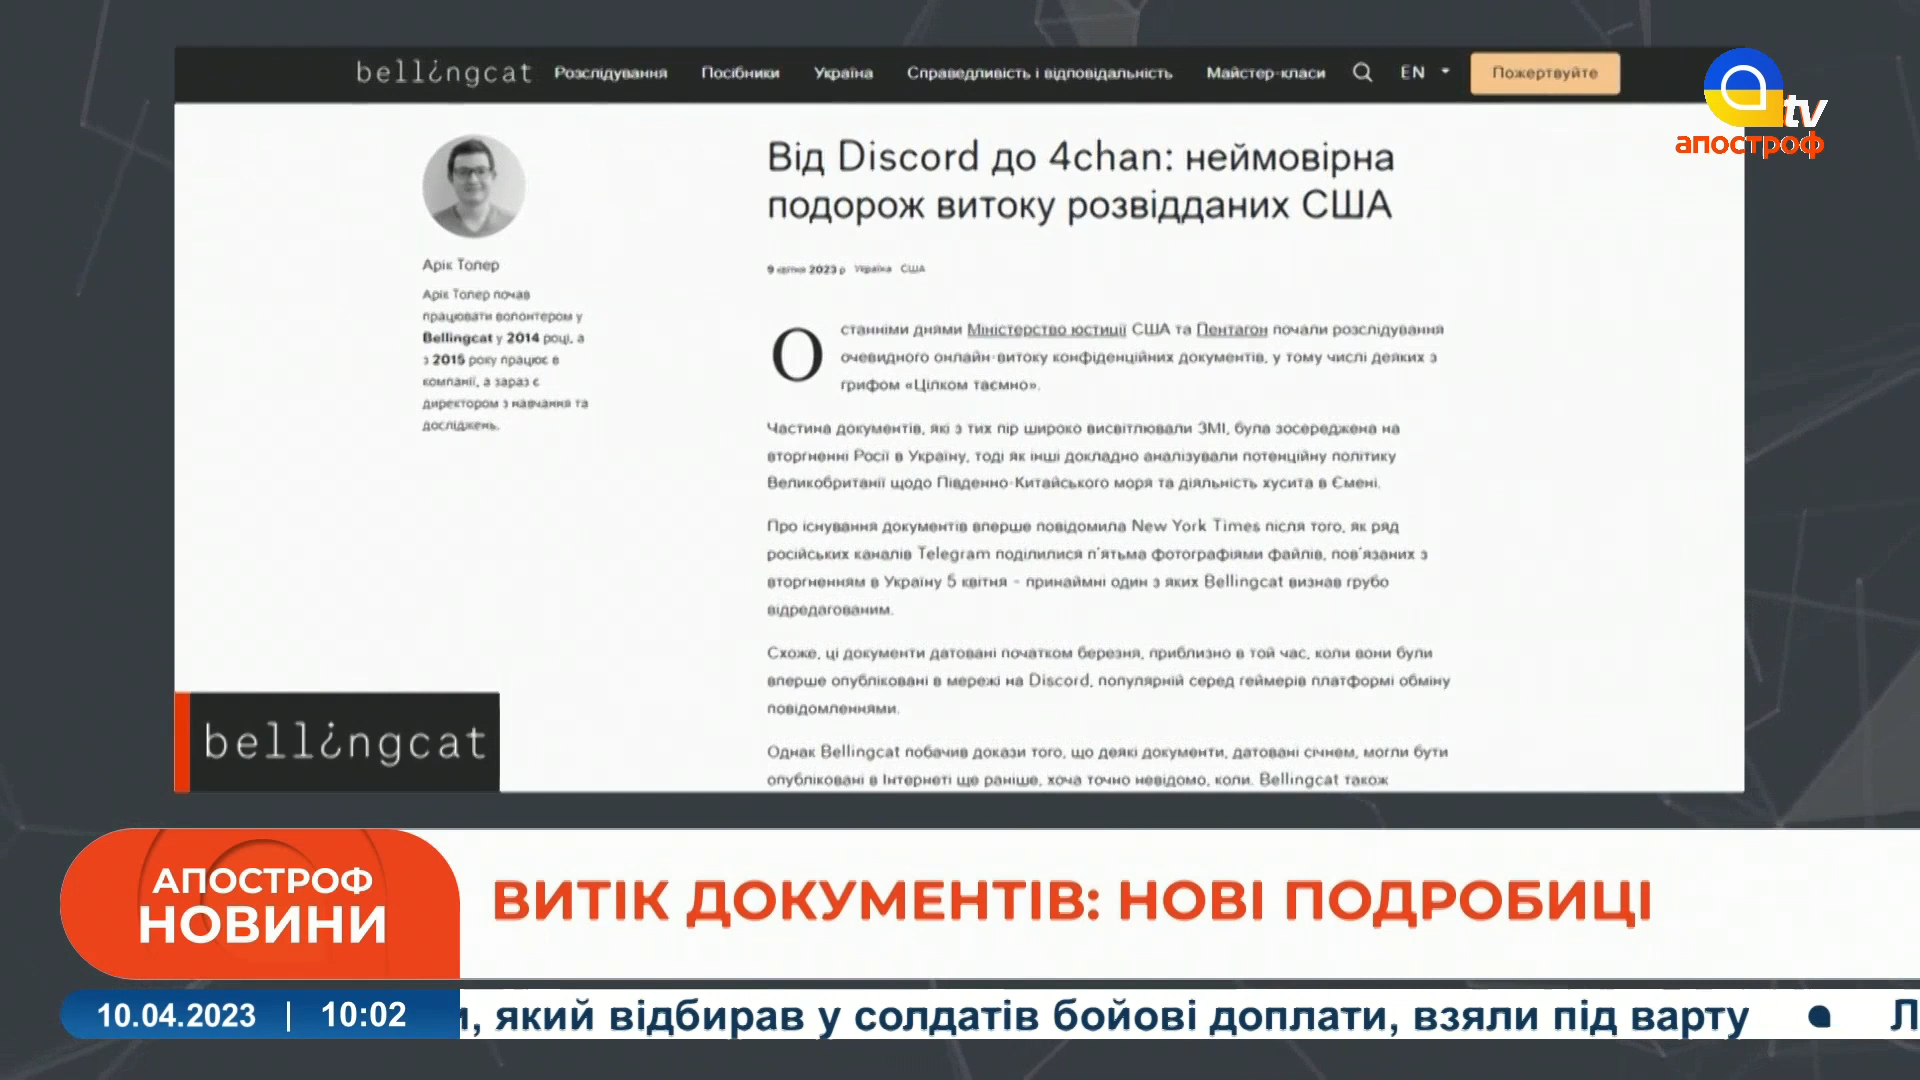 bellingcat Розслідування Посібники Україна Справедливість і відповідальність Майстер-класи EN Пожертвуйте
tv
апостроф
Від Discord до 4chan: неймовірна
подорож витоку розвідданих США
9 квітня 2023 р Україна США
Арік Толер
Арік Толер почав
працювати волонтером у
Bellingcat у 2014 році, а
з 2015 року працює в
компанії, а зараз є
директором з навчання та
досліджень.
Останніми днями Міністерство юстиції США та Пентагон почали розслідування
очевидного онлайн-витоку конфіденційних документів, у тому числі деяких з
грифом «Цілком таємно».
Частина документів, які з тих пір широко висвітлювали ЗМІ, була зосереджена на
вторгненні Росії в Україну, тоді як інші докладно аналізували потенційну політику
Великобританії щодо Південно-Китайського моря та діяльність хусита в Ємені.
Про існування документів вперше повідомила New York Times після того, як ряд
російських каналів Telegram поділилися п'ятьма фотографіями файлів, пов'язаних з
вторгненням в Україну 5 квітня - принаймні один з яких Bellingcat визнав грубо
відредагованим.
Схоже, ці документи датовані початком березня, приблизно в той час, коли вони були
вперше опубліковані в мережі на Discord, популярній серед геймерів платформі обміну
повідомленнями.
Однак Bellingcat побачив докази того, що деякі документи, датовані січнем, могли бути
опубліковані в Інтернеті ще раніше, хоча точно невідомо, коли. Bellingcat також
bellingcat
АПОСТРОФ
НОВИНИ
ВИТІК ДОКУМЕНТІВ: НОВІ ПОДРОБИЦІ
10.04.2023 | 10:02
, який відбирав у солдатів бойові доплати, взяли під варту • Л